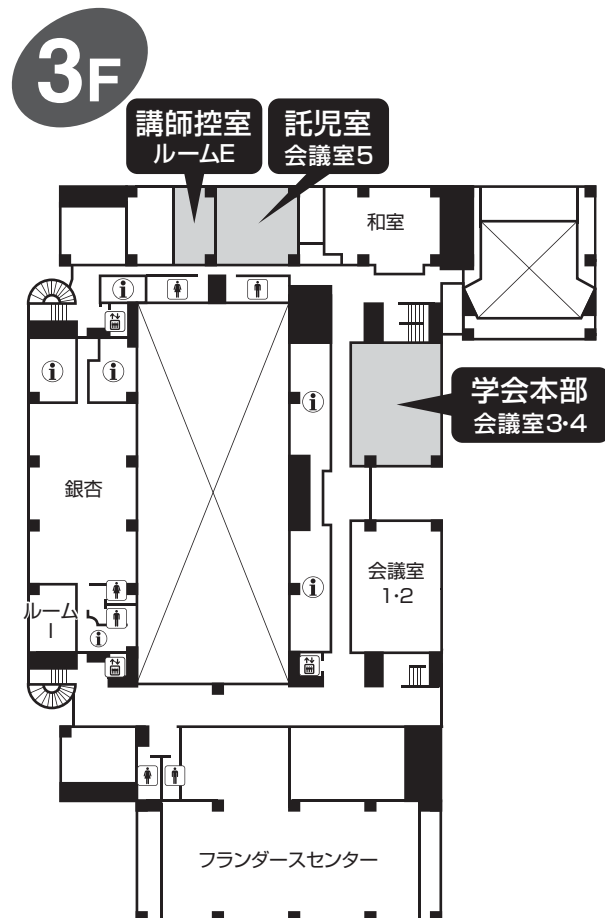 3F
講師控室
ルームE
託児室
会議室5
和室
学会本部
会議室3・4
銀杏
会議室
1・2
ルーム
I
フランダースセンター